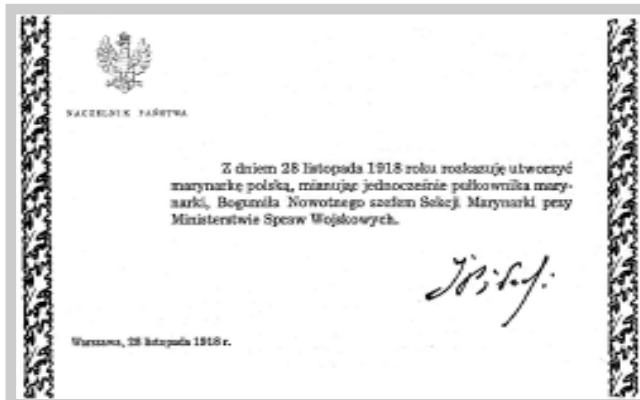 NACZELNIK PAŃSTWA
Z dniem 28 listopada 1918 roku rozkazuję utworzyć
marynarkę polską, mianując jednocześnie pułkownika mary-
narki, Bogumiła Nowotnego szefem Sekcji Marynarki przy
Ministerstwie Spraw Wojskowych.
Warszawa, 28 listopada 1918 r.